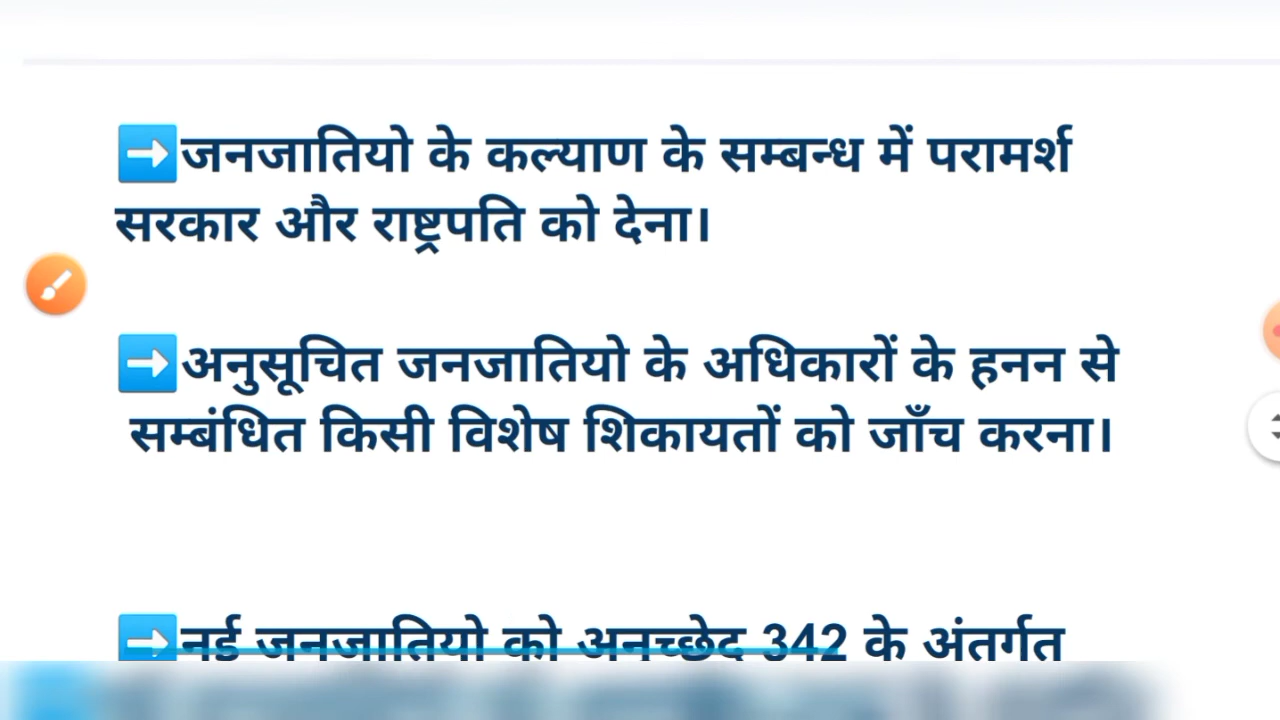 ➡️जनजातियो के कल्याण के सम्बन्ध में परामर्श
सरकार और राष्ट्रपति को देना।
➡️अनुसूचित जनजातियो के अधिकारों के हनन से
सम्बंधित किसी विशेष शिकायतों को जाँच करना।
➡️नई जनजातियो को अनुच्छेद 342 के अंतर्गत